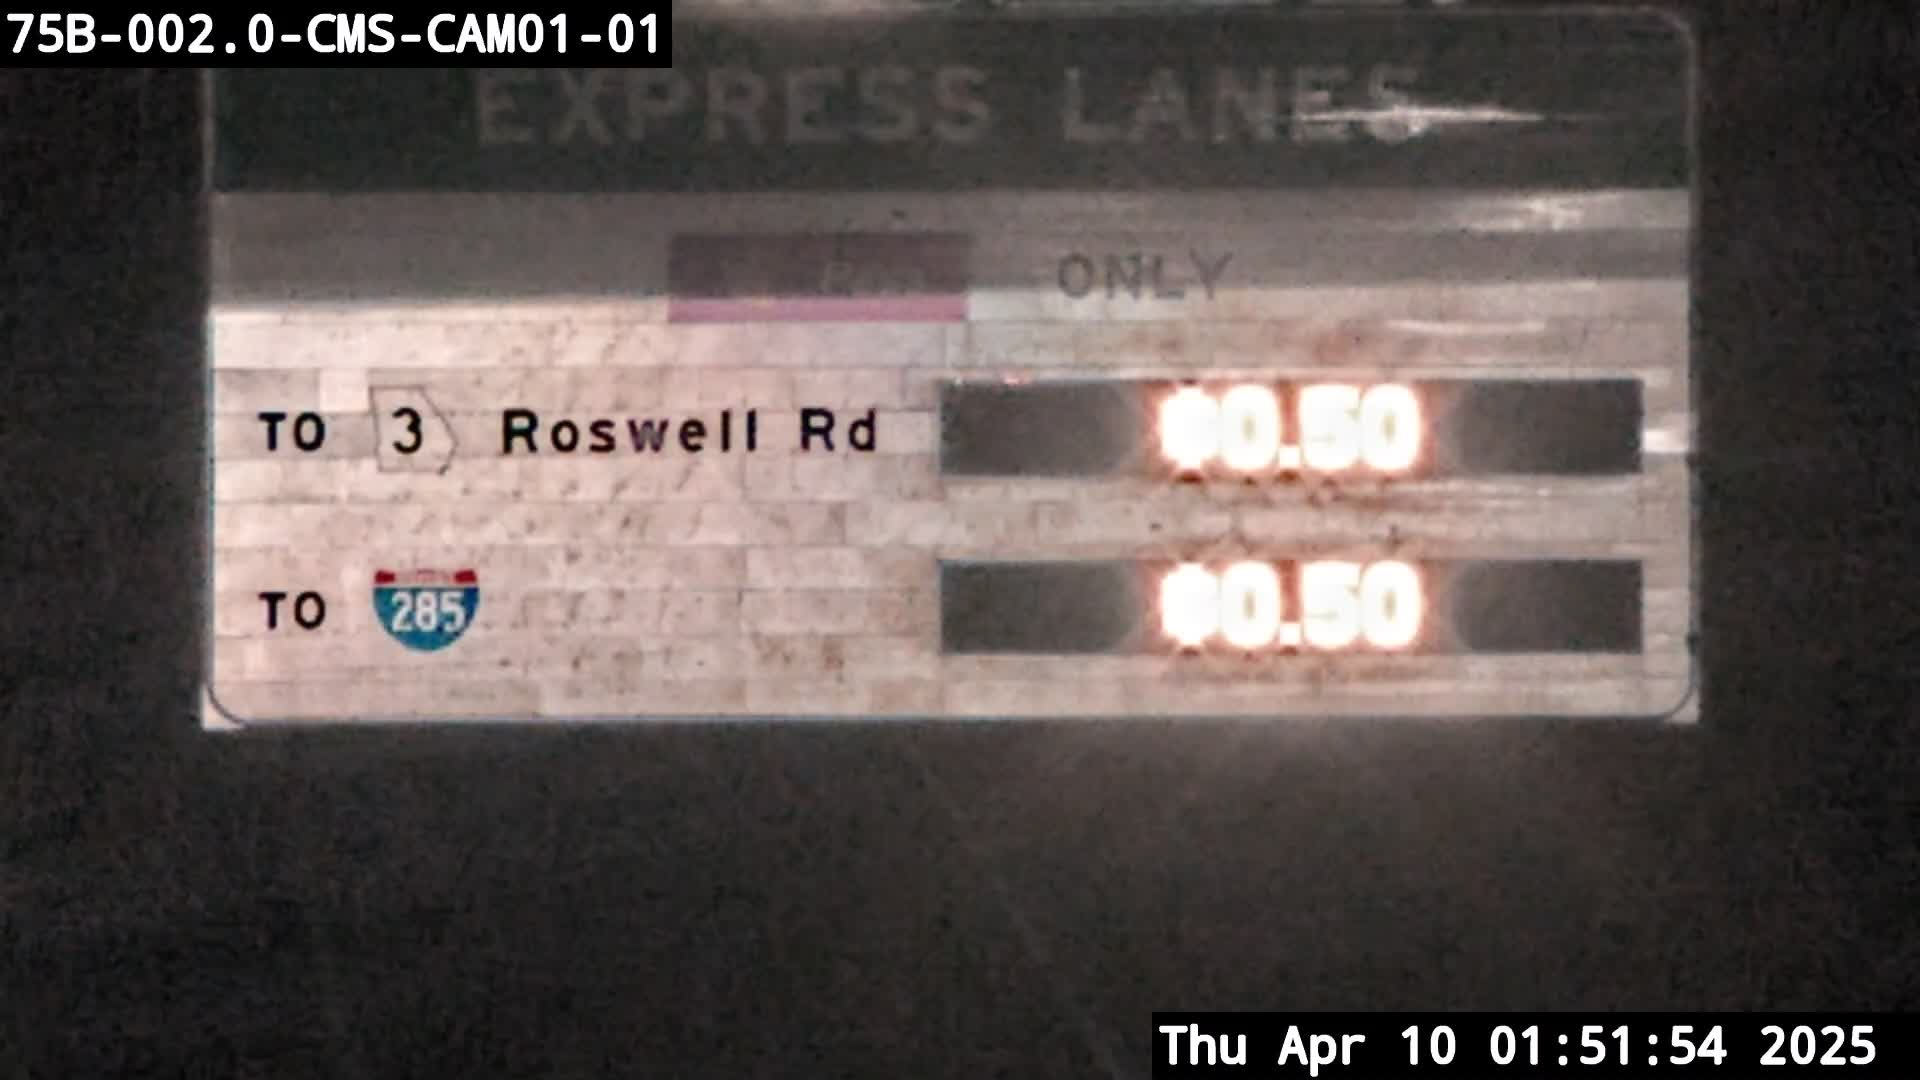 75B-002.0-CMS-CAM01-01
EXPRESS LANES
ONLY
TO 3 Roswell Rd $0.50
TO 285 $0.50
Thu Apr 10 01:51:54 2025